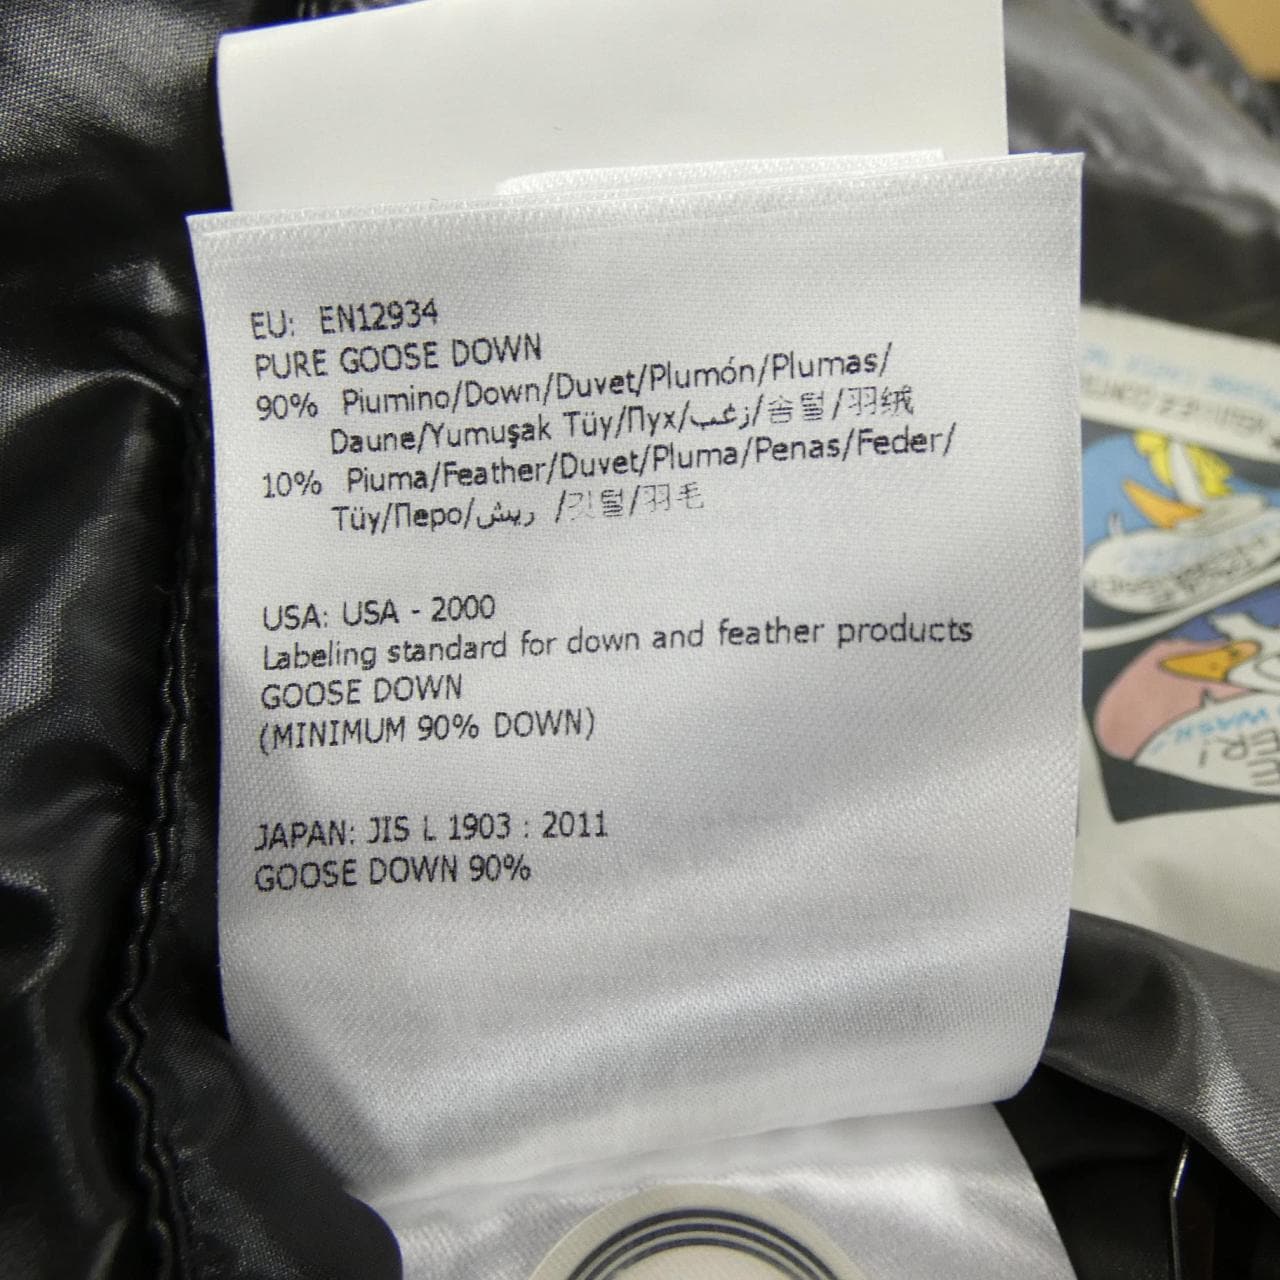 EU: EN12934
PURE GOOSE DOWN
90% Piumino/Down/Duvet/Plumón/Plumas/
Daune/Yumuşak Tüy/Пух/زغب/솜털/羽绒
10% Piuma/Feather/Duvet/Pluma/Penas/Feder/
Tüy/Перо/ريش /깃털/羽毛
USA: USA - 2000
Labeling standard for down and feather products
GOOSE DOWN
(MINIMUM 90% DOWN)
JAPAN: JIS L 1903 : 2011
GOOSE DOWN 90%